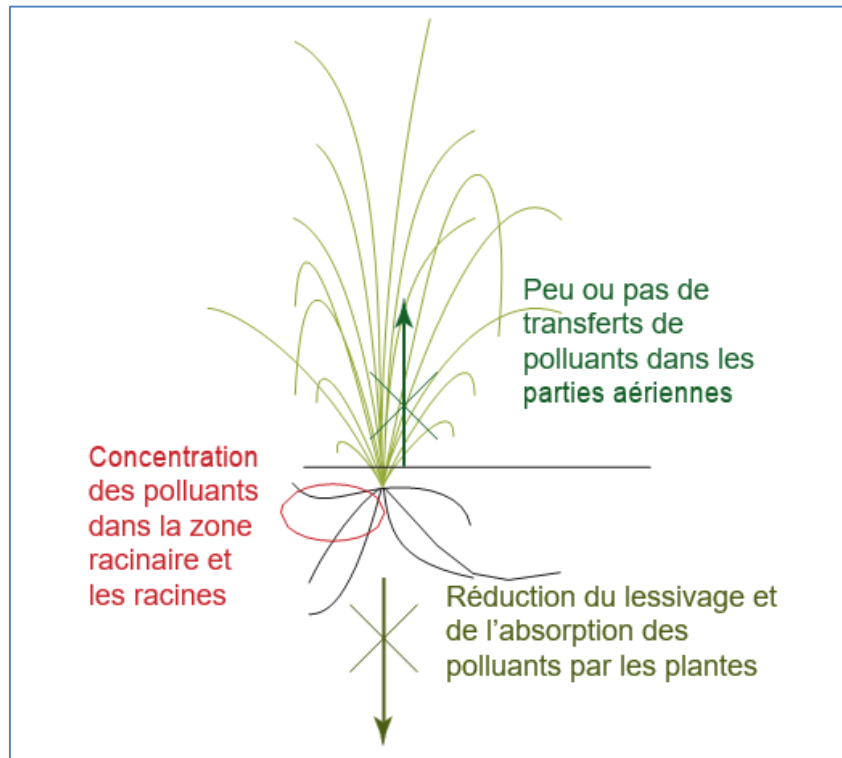 Peu ou pas de
transferts de
polluants dans les
parties aériennes
Concentration
des polluants
dans la zone
racinaire et
les racines
Réduction du lessivage et
de l'absorption des
polluants par les plantes